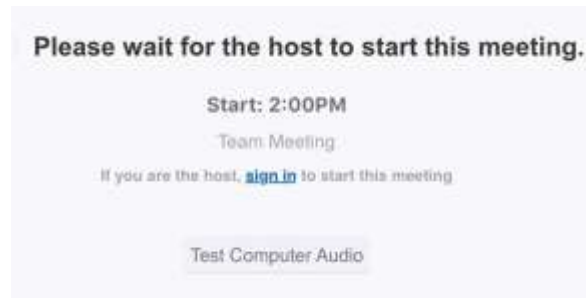 Please wait for the host to start this meeting.
Start: 2:00PM
Team Meeting
If you are the host, sign in to start this meeting
Test Computer Audio